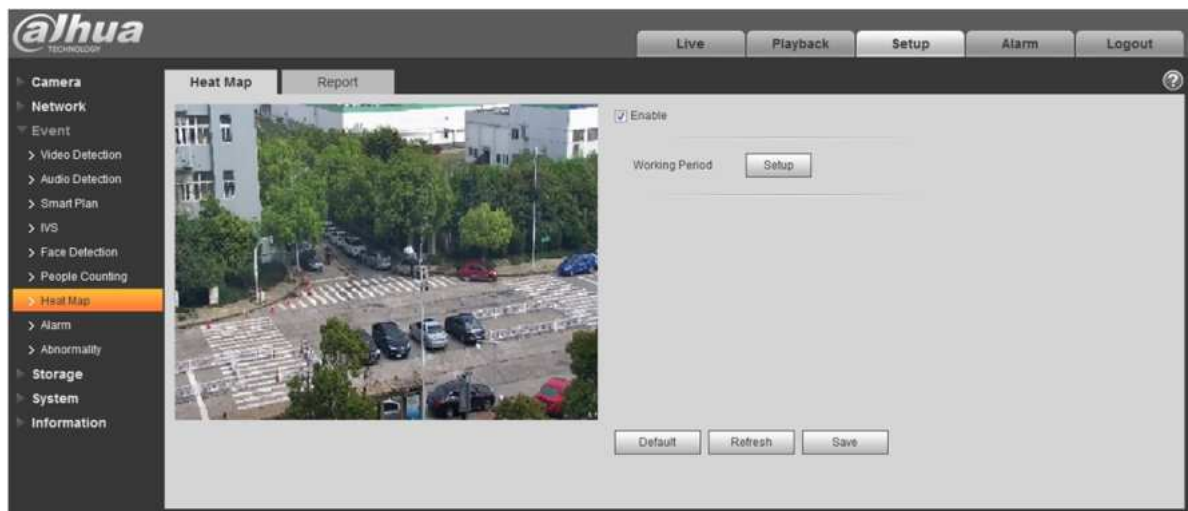 alhua
TECHNOLOGY
Live Playback Setup Alarm Logout
Camera
Network
Event
Video Detection
Audio Detection
Smart Plan
IVS
Face Detection
People Counting
Heat Map
Alarm
Abnormality
Storage
System
Information
Heat Map Report
?
Enable
Working Period Setup
Default Refresh Save